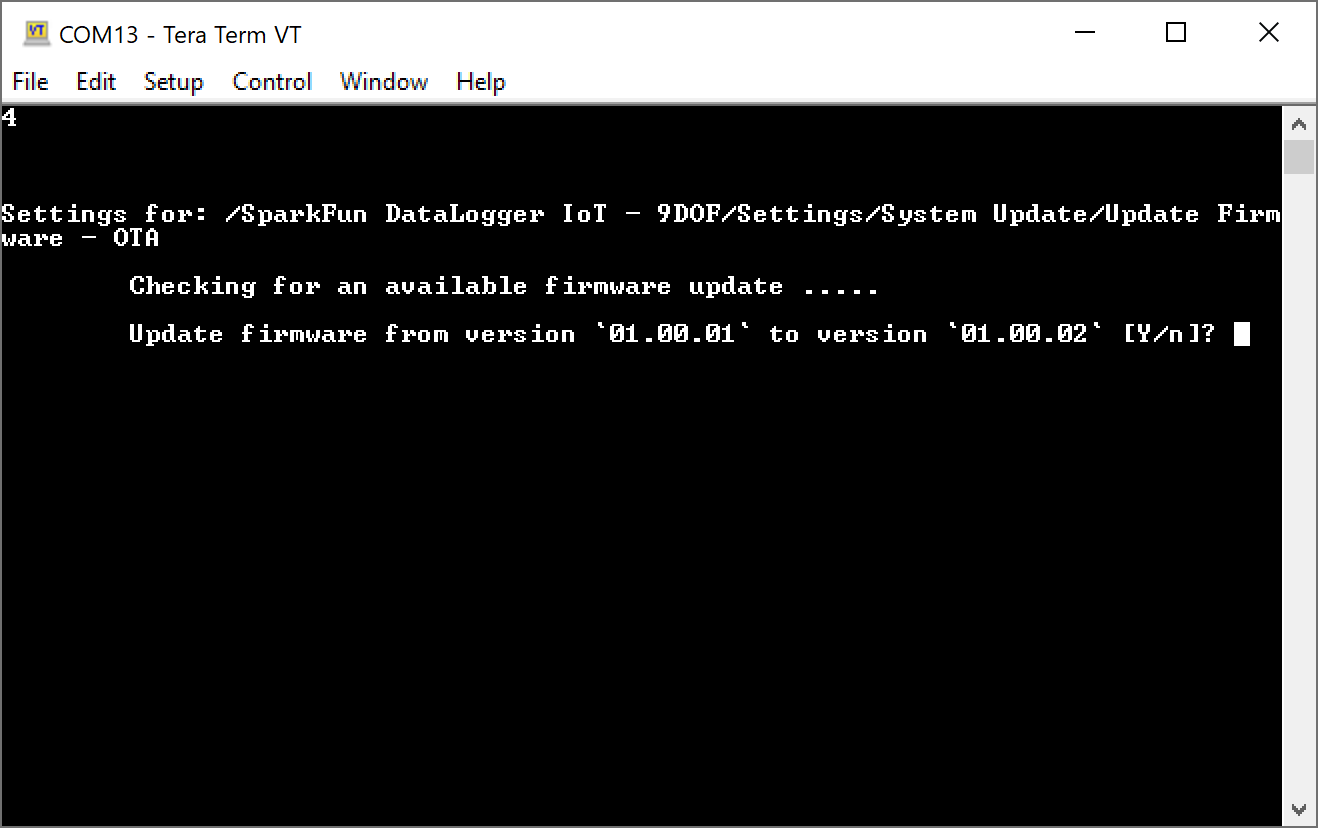 COM13 - Tera Term VT
File Edit Setup Control Window Help
4
Settings for: /SparkFun DataLogger IoT - 9DOF/Settings/System Update/Update Firm
ware - OTA
Checking for an available firmware update .....
Update firmware from version `01.00.01` to version `01.00.02` [Y/n]?